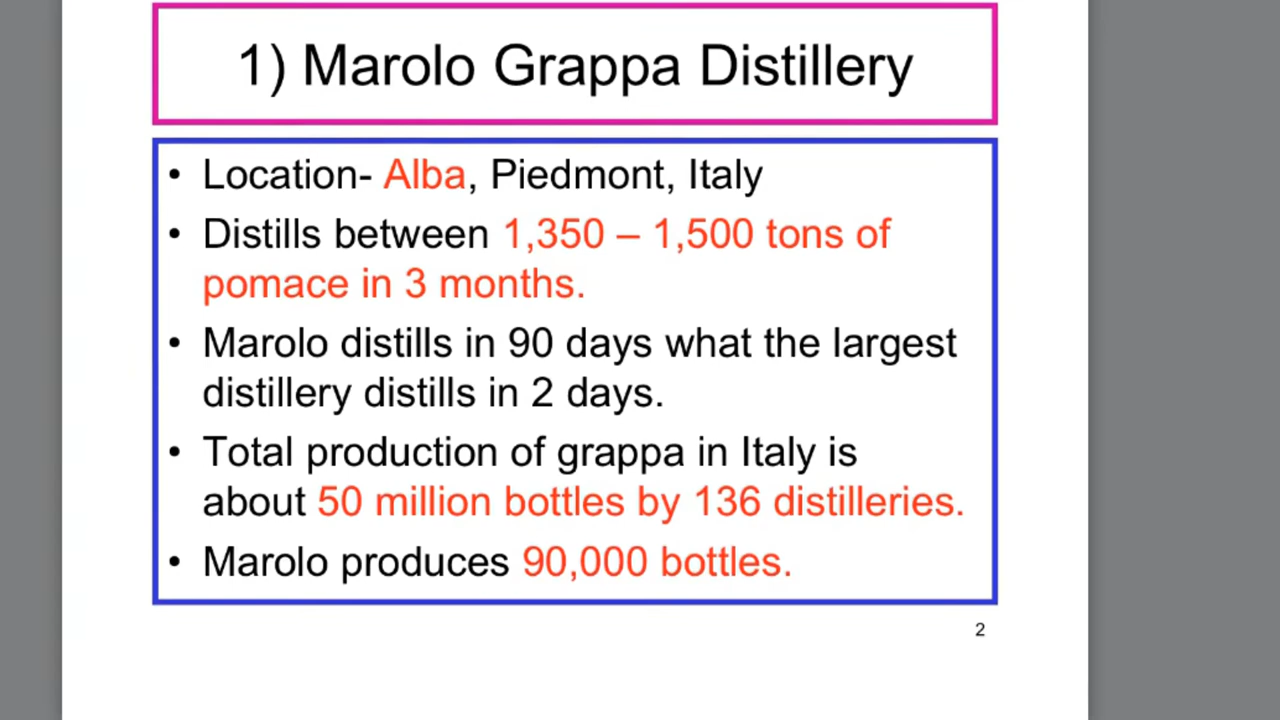 1) Marolo Grappa Distillery
• Location- Alba, Piedmont, Italy
• Distills between 1,350 – 1,500 tons of
pomace in 3 months.
• Marolo distills in 90 days what the largest
distillery distills in 2 days.
• Total production of grappa in Italy is
about 50 million bottles by 136 distilleries.
• Marolo produces 90,000 bottles.
2